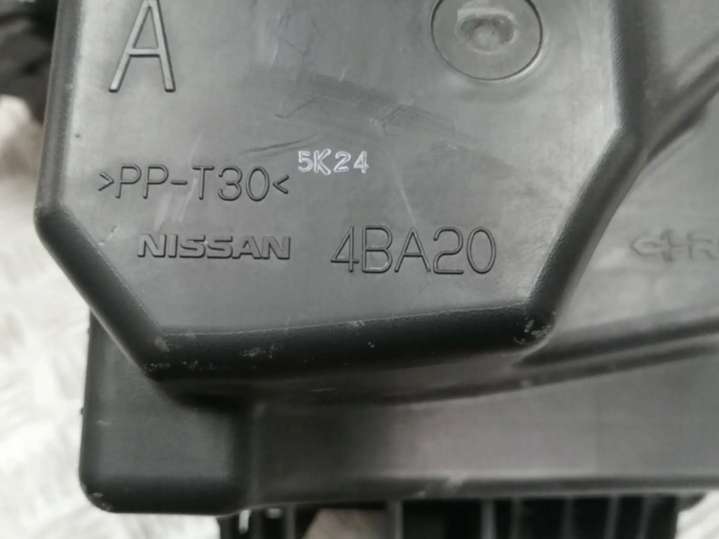 A
>PP-T30< 5K24
NISSAN 4BA20